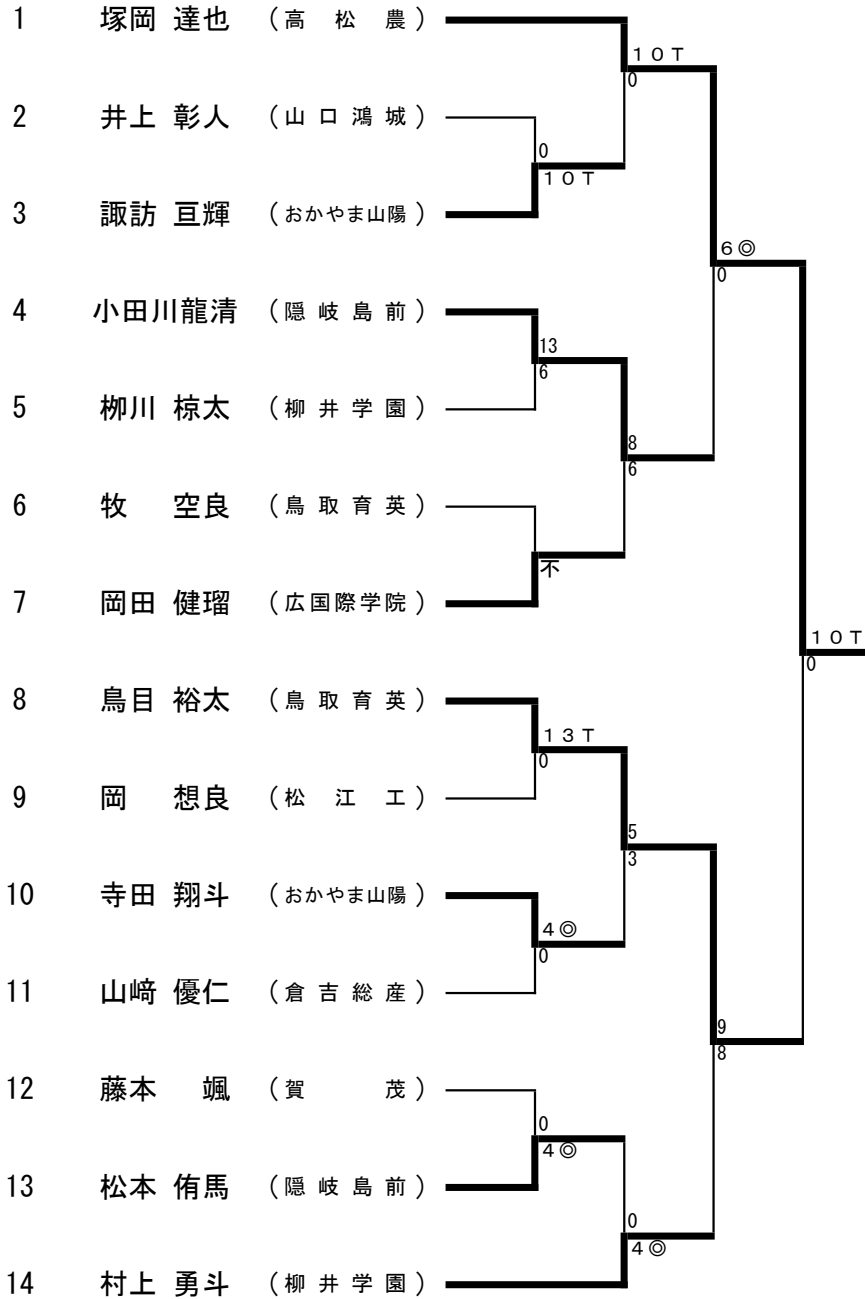 1 塚岡 達也 （高松農）
10T
0
2 井上 彰人 （山口鴻城）
0
10T
3 諏訪 亘輝 （おかやま山陽）
6◎
0
4 小田川龍清 （隠岐島前）
13
6
5 栁川 椋太 （柳井学園）
8
6
6 牧 空良 （鳥取育英）
不
7 岡田 健瑠 （広国際学院）
10T
0
8 鳥目 裕太 （鳥取育英）
13T
0
9 岡 想良 （松江工）
5
3
10 寺田 翔斗 （おかやま山陽）
4◎
0
11 山﨑 優仁 （倉吉総産）
9
8
12 藤本 颯 （賀茂）
0
4◎
13 松本 侑馬 （隠岐島前）
0
4◎
14 村上 勇斗 （柳井学園）